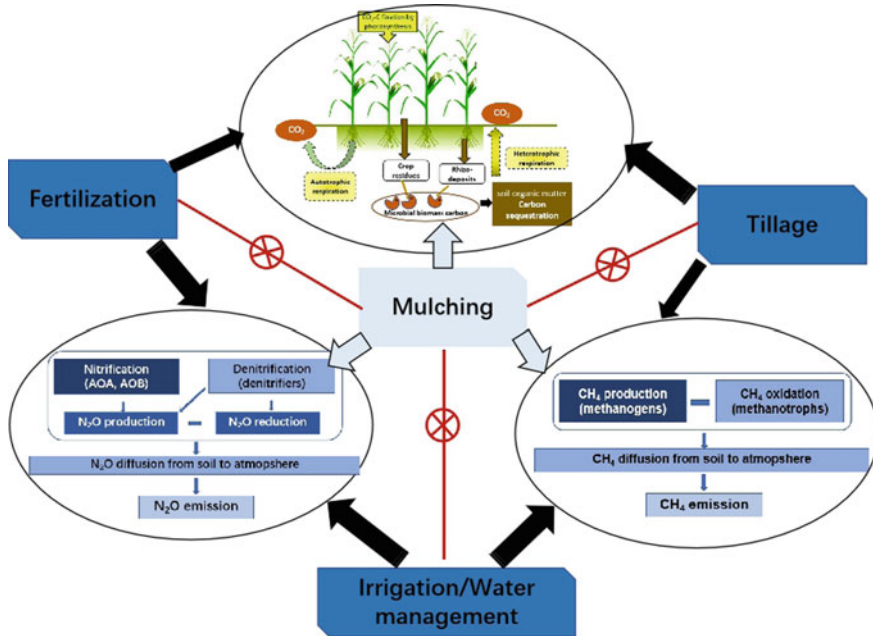 CO₂-C fixation by
photosynthesis
CO₂
CO₂
Crop
residues
Rhizo-
deposits
Heterotrophic
respiration
Autotrophic
respiration
Microbial biomass carbon
soil organic matter
Carbon
sequestration
Fertilization
Tillage
Mulching
Nitrification
(AOA, AOB)
Denitrification
(denitrifiers)
N₂O production
N₂O reduction
N₂O diffusion from soil to atmopshere
N₂O emission
CH₄ production
(methanogens)
CH₄ oxidation
(methanotrophs)
CH₄ diffusion from soil to atmopshere
CH₄ emission
Irrigation/Water
management